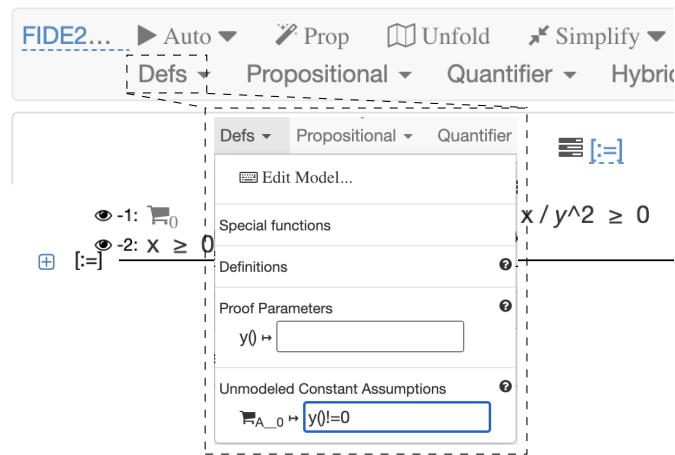 FIDE2... Auto Prop Unfold Simplify
Defs Propositional Quantifier Hybri
Defs Propositional Quantifier
[:=]
Edit Model...
-1: 0 x / y^2 ≥ 0
Special functions
-2: x ≥ 0
[:=]
Definitions
Proof Parameters
y() ↦
Unmodeled Constant Assumptions
A__0 ↦ y()!=0